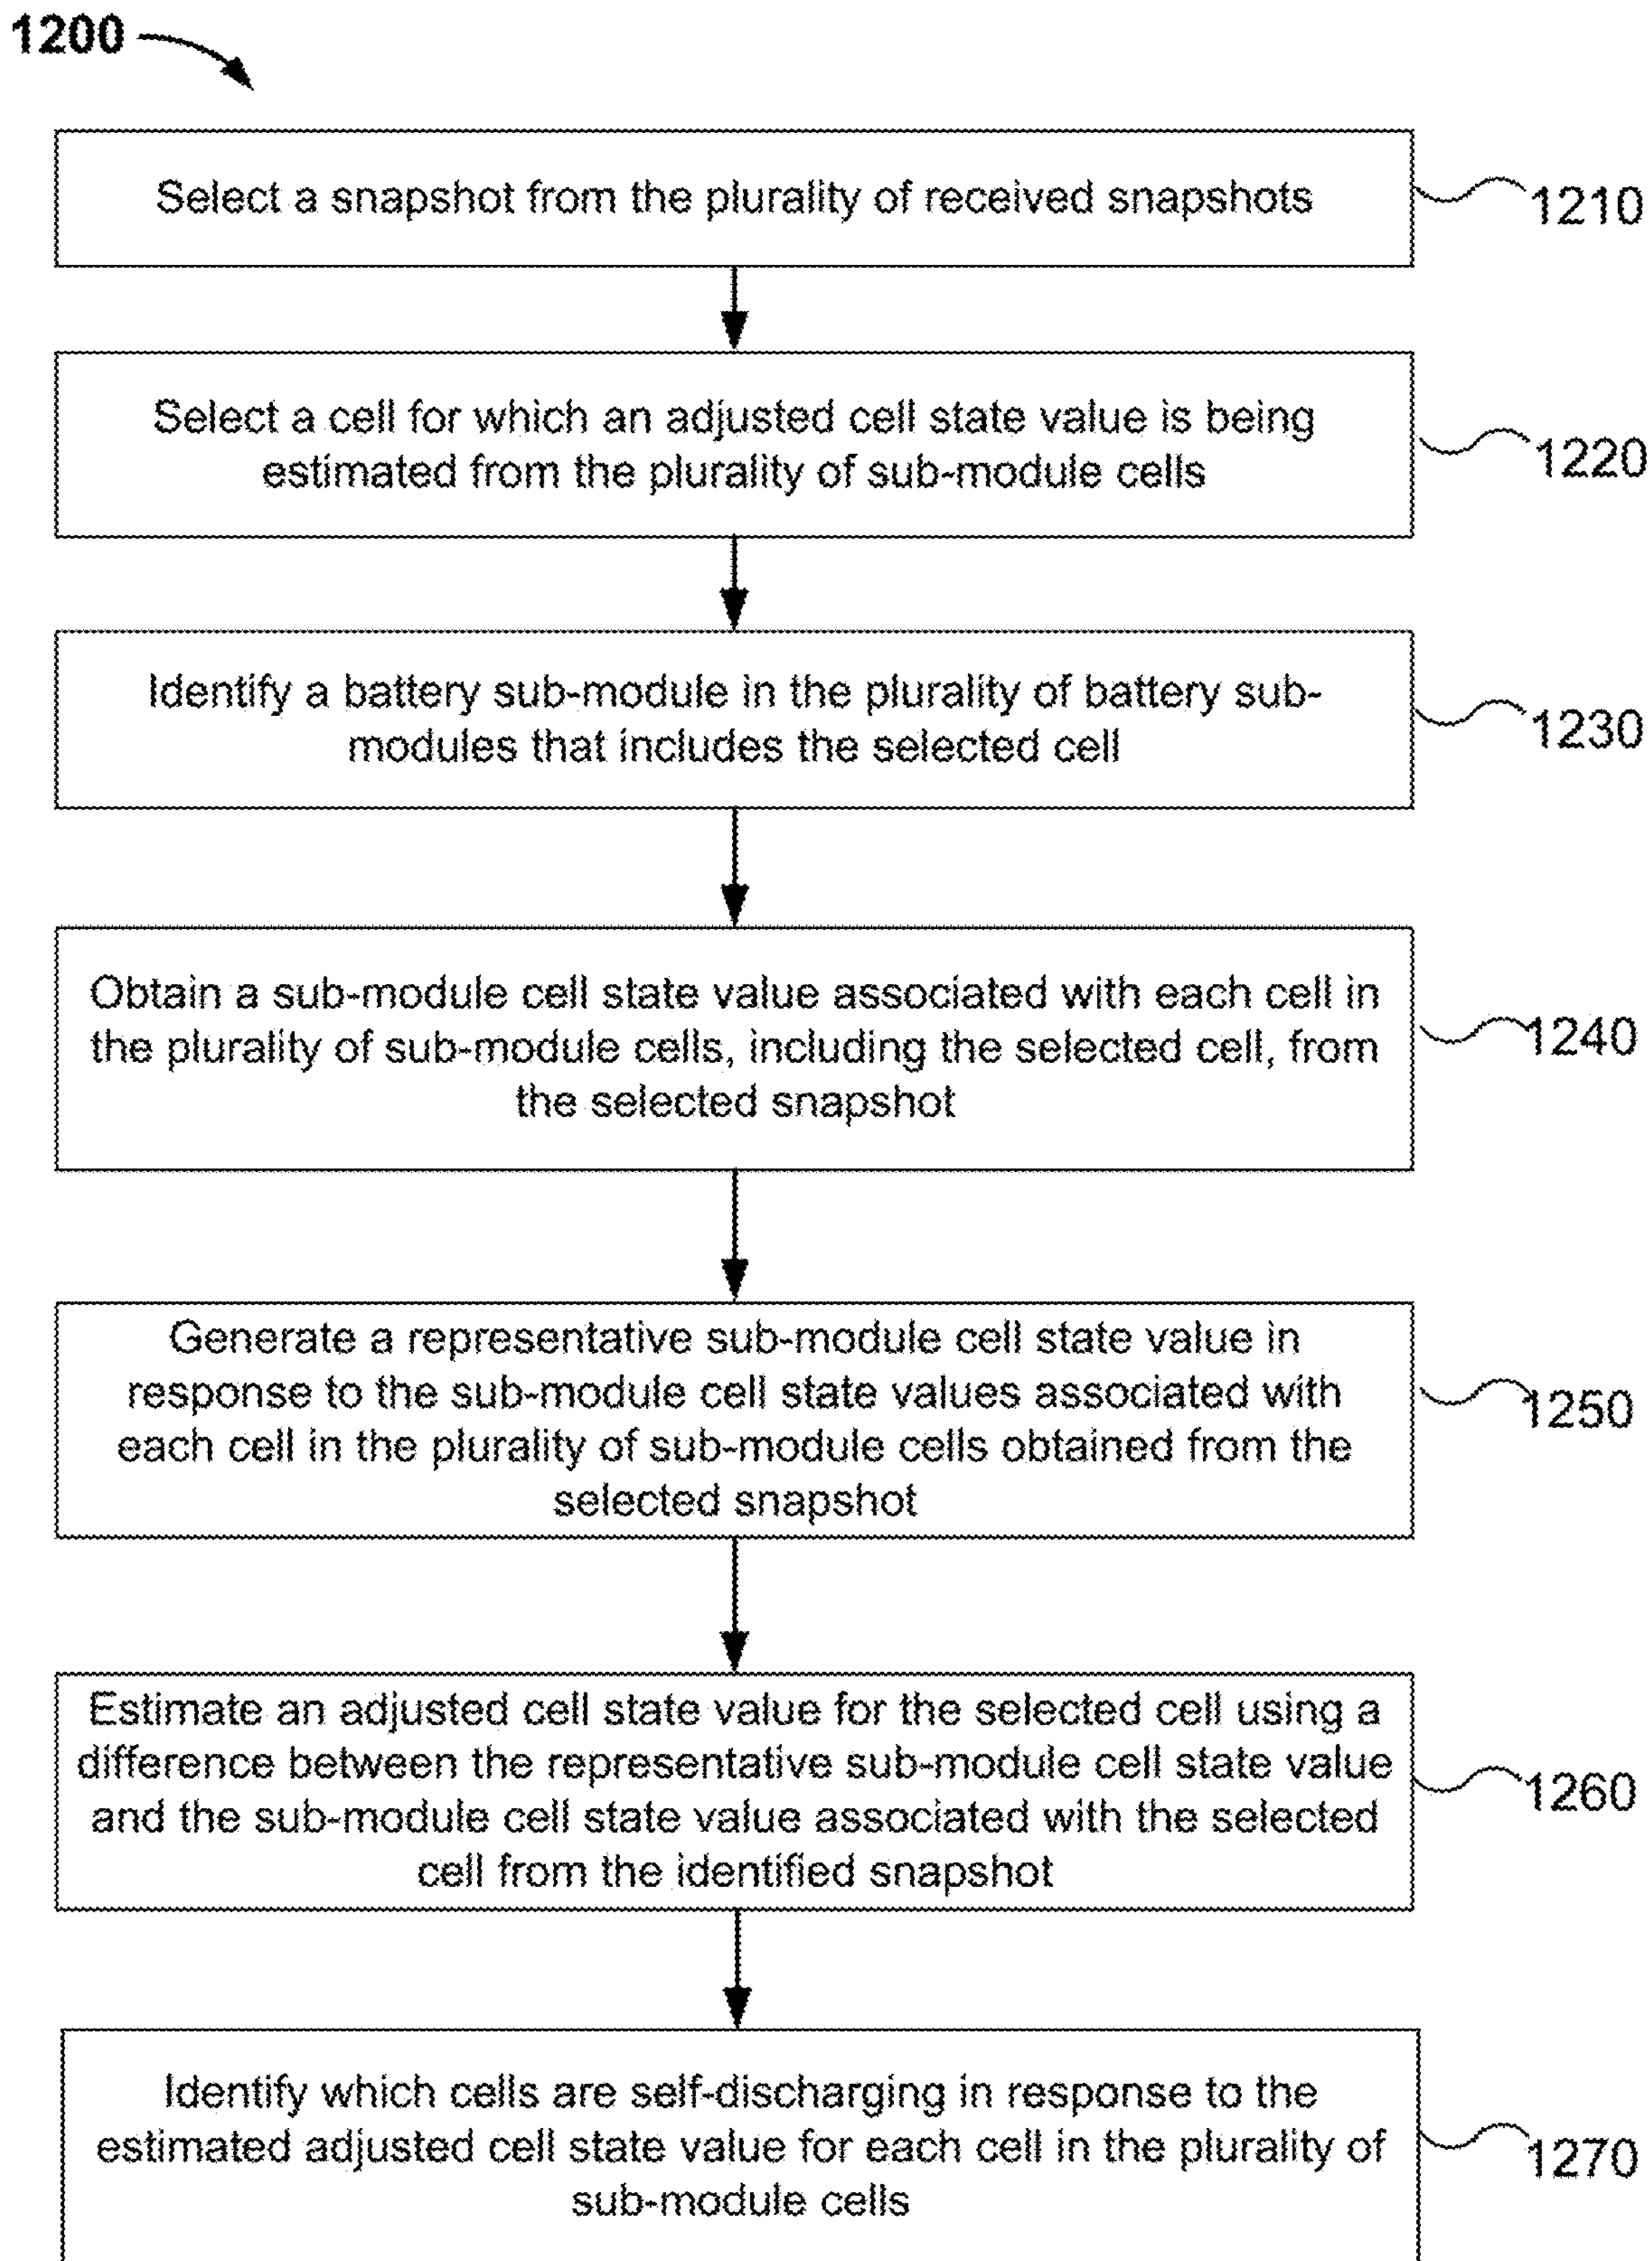 1200
Select a snapshot from the plurality of received snapshots
1210
Select a cell for which an adjusted cell state value is being
estimated from the plurality of sub-module cells
1220
Identify a battery sub-module in the plurality of battery sub-
modules that includes the selected cell
1230
Obtain a sub-module cell state value associated with each cell in
the plurality of sub-module cells, including the selected cell, from
the selected snapshot
1240
Generate a representative sub-module cell state value in
response to the sub-module cell state values associated with
each cell in the plurality of sub-module cells obtained from the
selected snapshot
1250
Estimate an adjusted cell state value for the selected cell using a
difference between the representative sub-module cell state value
and the sub-module cell state value associated with the selected
cell from the identified snapshot
1260
Identify which cells are self-discharging in response to the
estimated adjusted cell state value for each cell in the plurality of
sub-module cells
1270